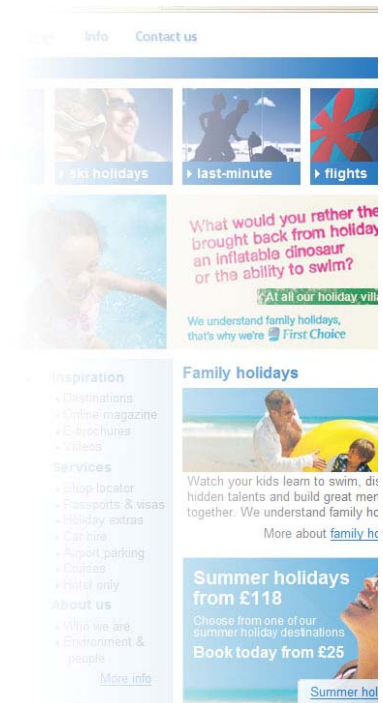 Info Contact us
ski holidays
last-minute
flights
What would you rather the
brought back from holiday
an inflatable dinosaur
or the ability to swim?
At all our holiday villa
We understand family holidays,
that's why we're First Choice
Inspiration
Destinations
Online magazine
E-brochures
Videos
Services
Shop locator
Passports & visas
Holiday extras
Car hire
Airport parking
Cruises
Hotel only
About us
Who we are
Environment &
people
More info
Family holidays
Watch your kids learn to swim, dis
hidden talents and build great mem
together. We understand family ho
More about family ho
Summer holidays
from £118
Choose from one of our
summer holiday destinations
Book today from £25
Summer hol